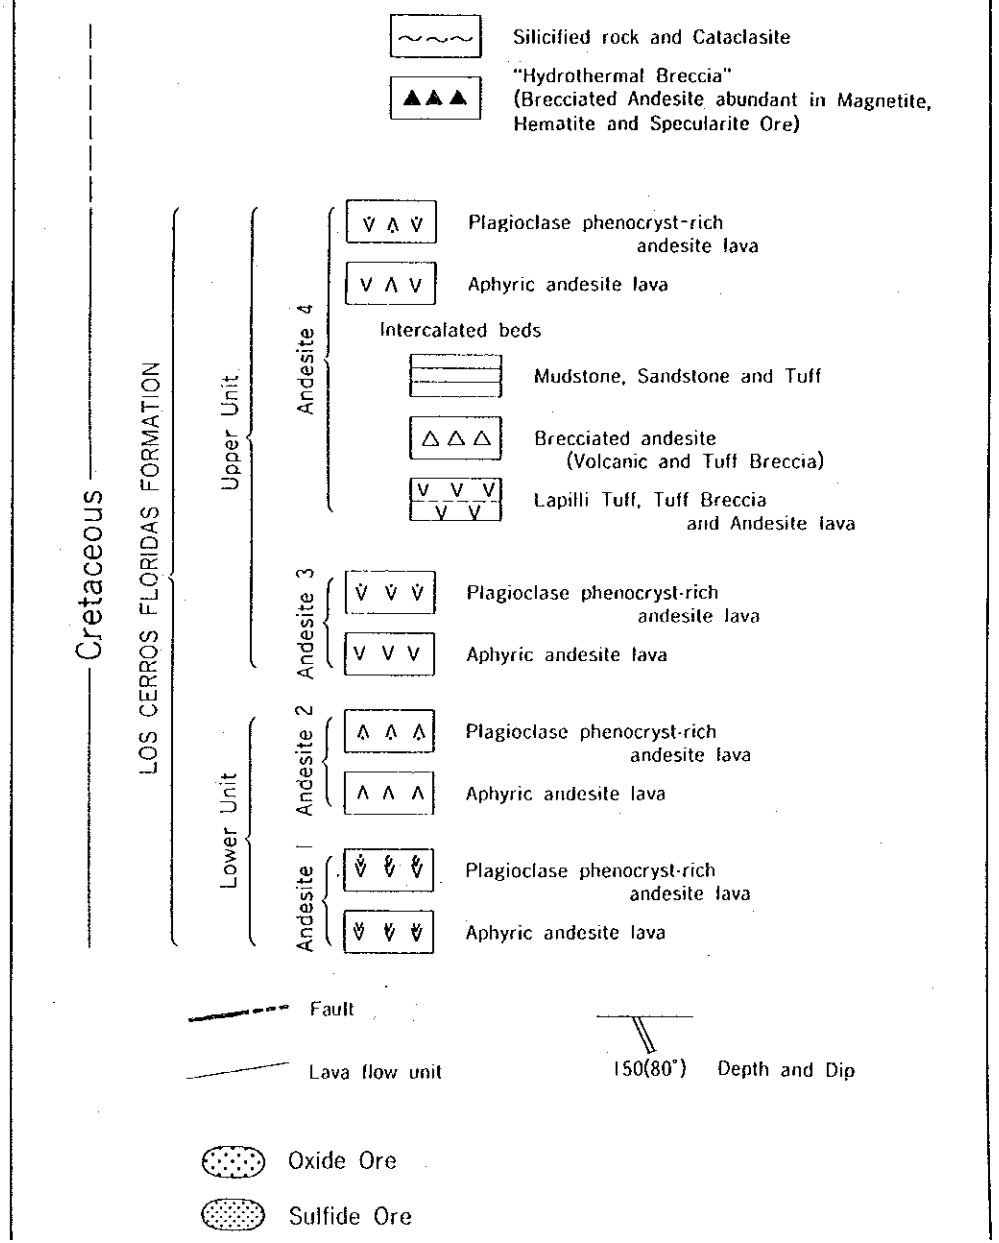 Silicified rock and Cataclasite
"Hydrothermal Breccia"
(Brecciated Andesite abundant in Magnetite,
Hematite and Specularite Ore)
Cretaceous
LOS CERROS FLORIDAS FORMATION
Upper Unit
Andesite 4
Plagioclase phenocryst-rich
andesite lava
Aphyric andesite lava
Intercalated beds
Mudstone, Sandstone and Tuff
Brecciated andesite
(Volcanic and Tuff Breccia)
Lapilli Tuff, Tuff Breccia
and Andesite lava
Andesite 3
Plagioclase phenocryst-rich
andesite lava
Aphyric andesite lava
Lower Unit
Andesite 2
Plagioclase phenocryst-rich
andesite lava
Aphyric andesite lava
Andesite 1
Plagioclase phenocryst-rich
andesite lava
Aphyric andesite lava
Fault
Lava flow unit
150(80°) Depth and Dip
Oxide Ore
Sulfide Ore